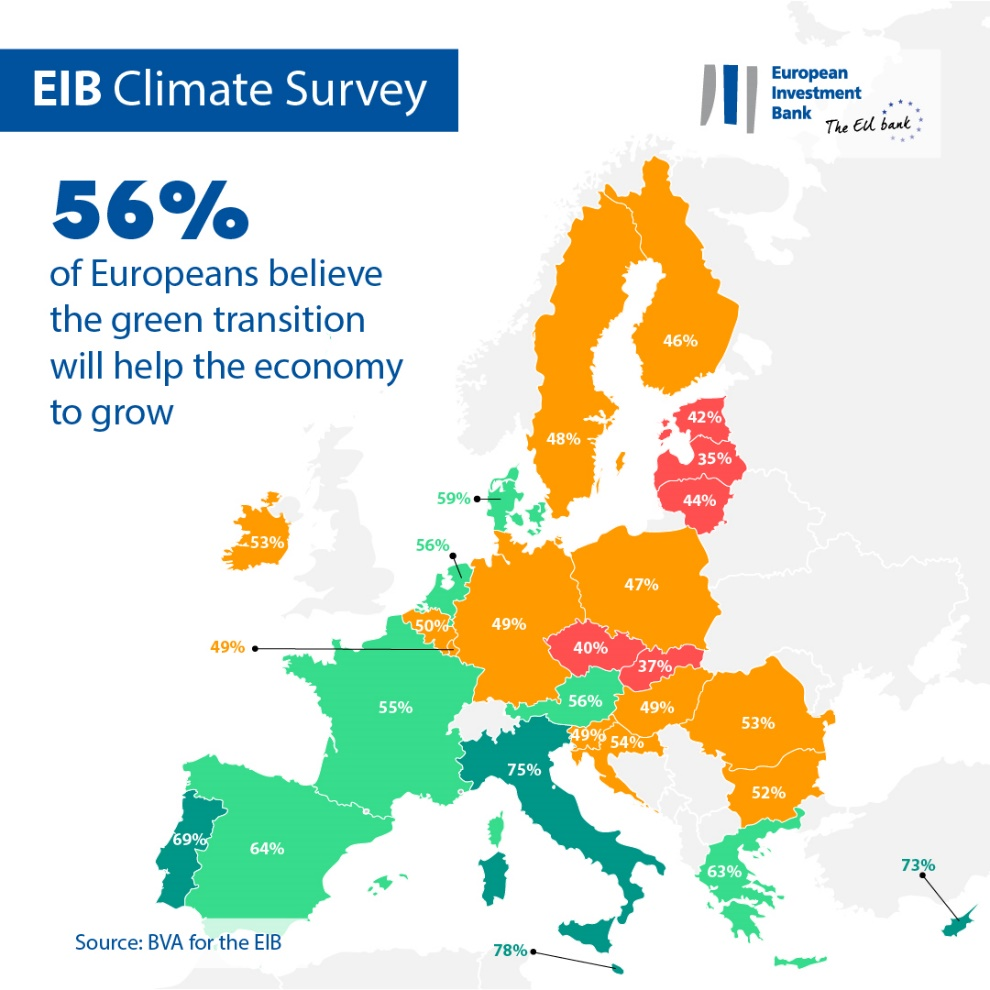 EIB Climate Survey
European
Investment
Bank
The EU bank
56%
of Europeans believe
the green transition
will help the economy
to grow
46%
42%
48%
35%
59%
44%
53%
56%
47%
50%
49%
49%
40%
37%
56%
55%
49%
49%
54%
53%
75%
52%
69%
64%
63%
73%
Source: BVA for the EIB
78%